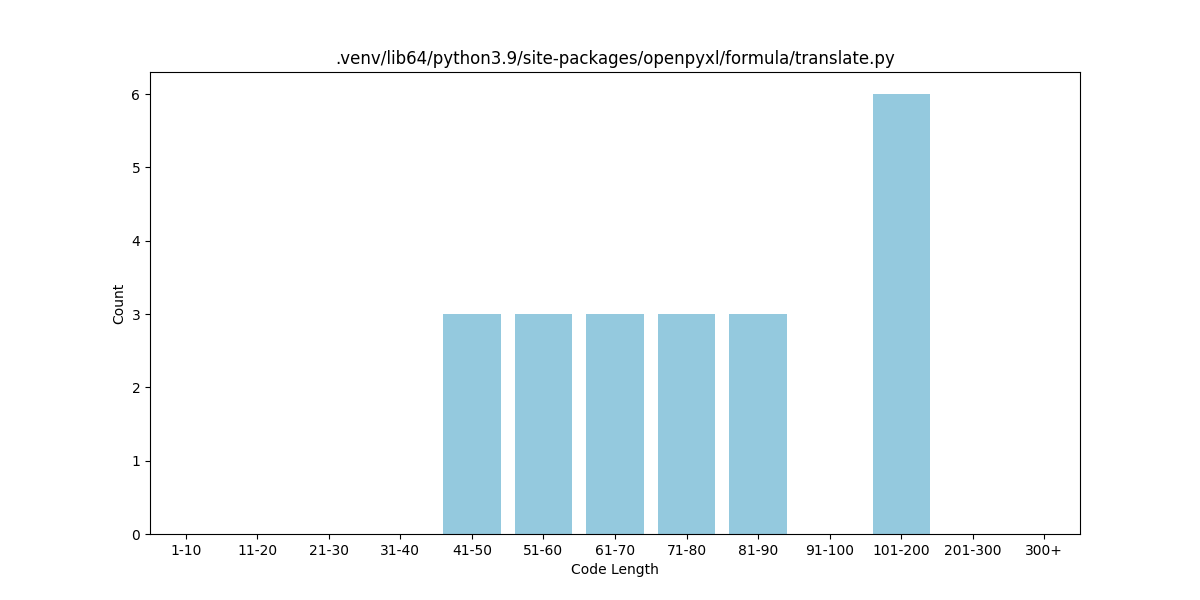 .venv/lib64/python3.9/site-packages/openpyxl/formula/translate.py
6
5
4
3
2
1
0
Count
1-10 11-20 21-30 31-40 41-50 51-60 61-70 71-80 81-90 91-100 101-200 201-300 300+
Code Length